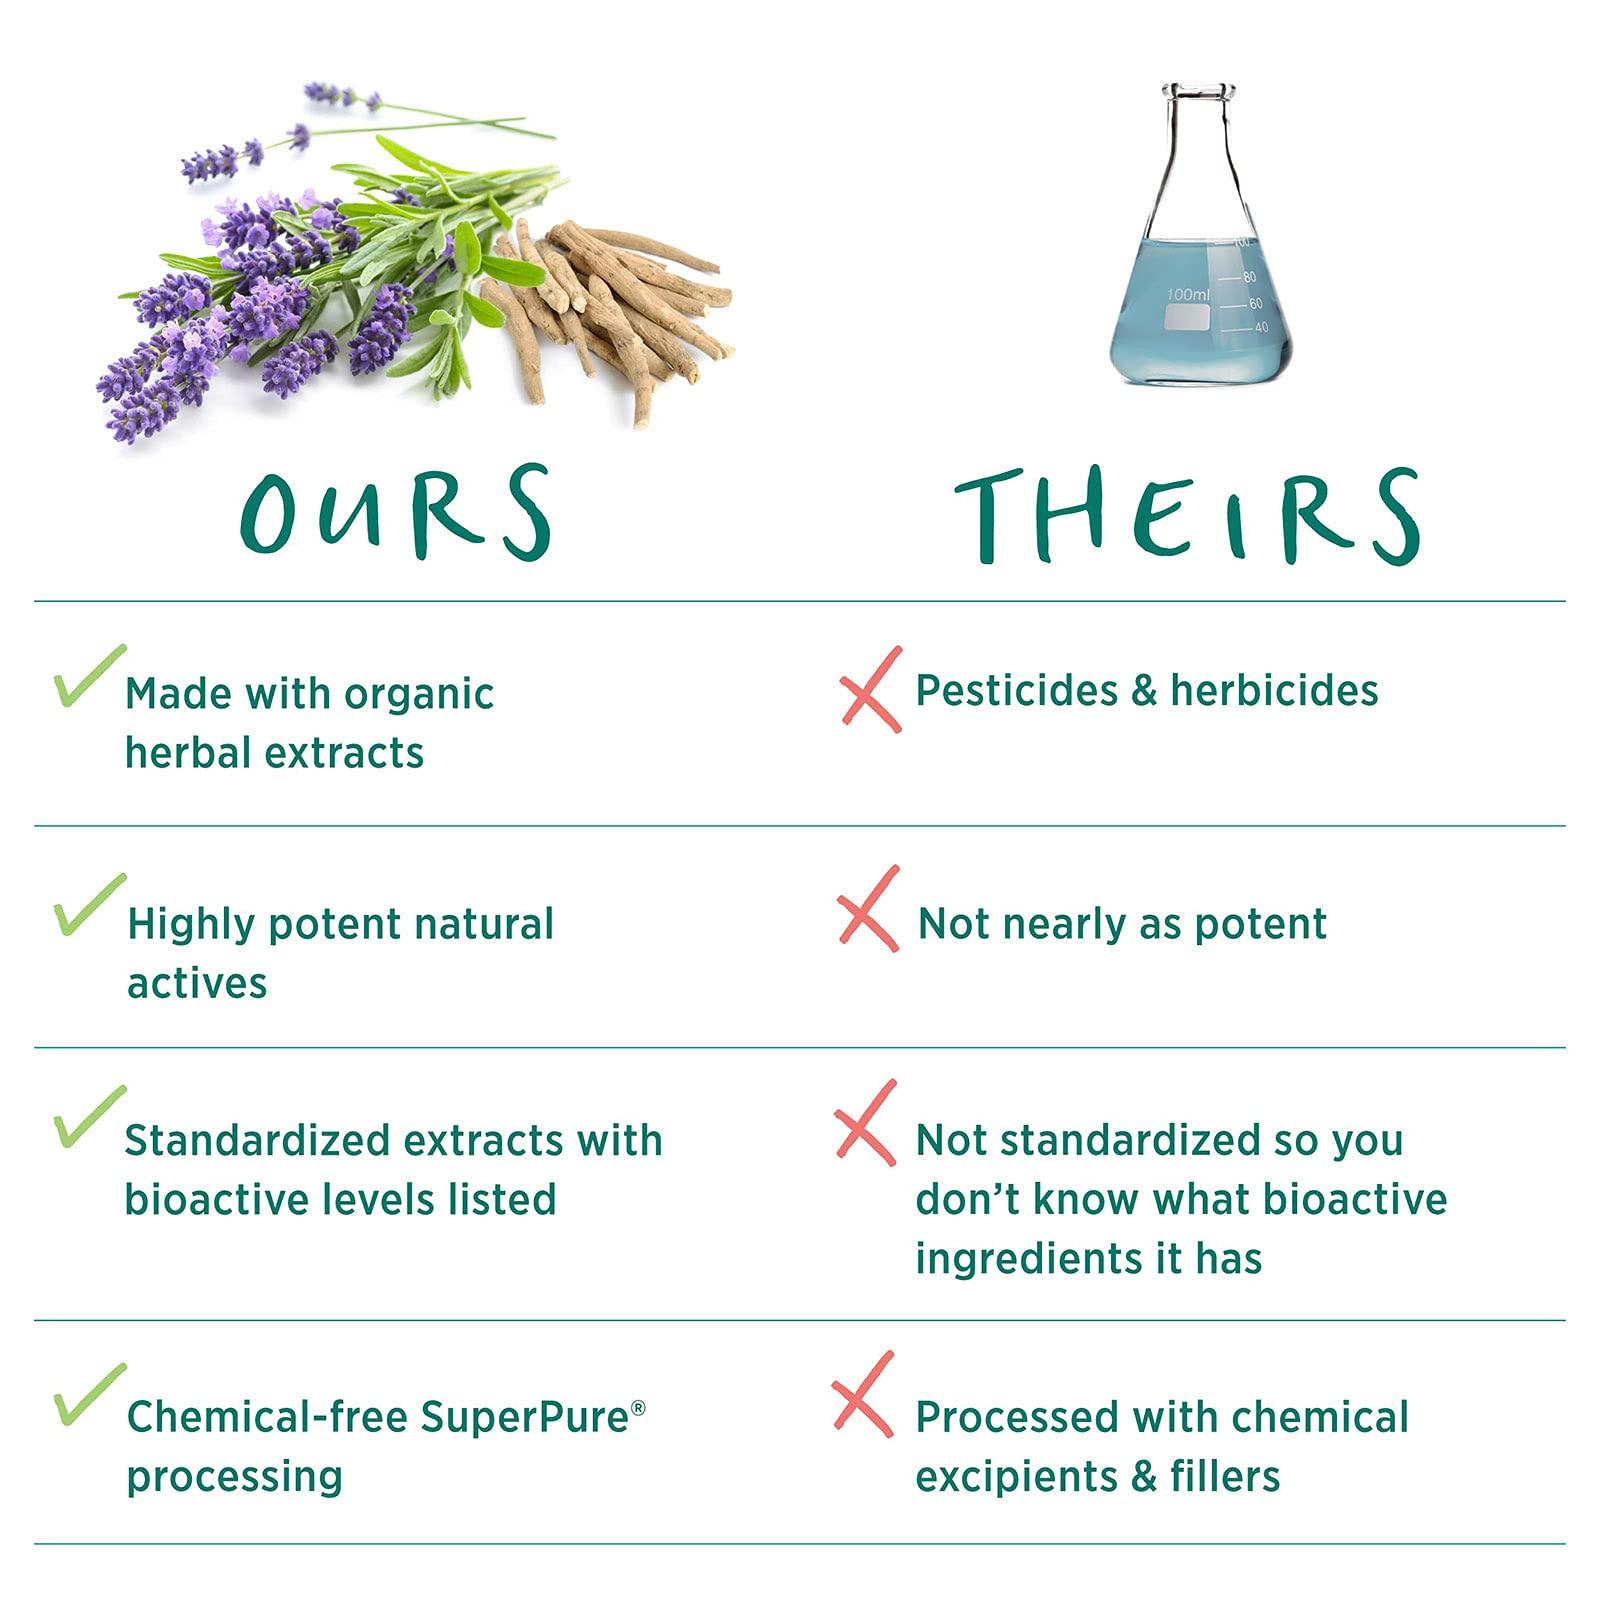 100
80
100ml
60
40
OURS
THEIRS
Made with organic
herbal extracts
Pesticides & herbicides
Highly potent natural
actives
Not nearly as potent
Standardized extracts with
bioactive levels listed
Not standardized so you
don’t know what bioactive
ingredients it has
Chemical-free SuperPure®
processing
Processed with chemical
excipients & fillers